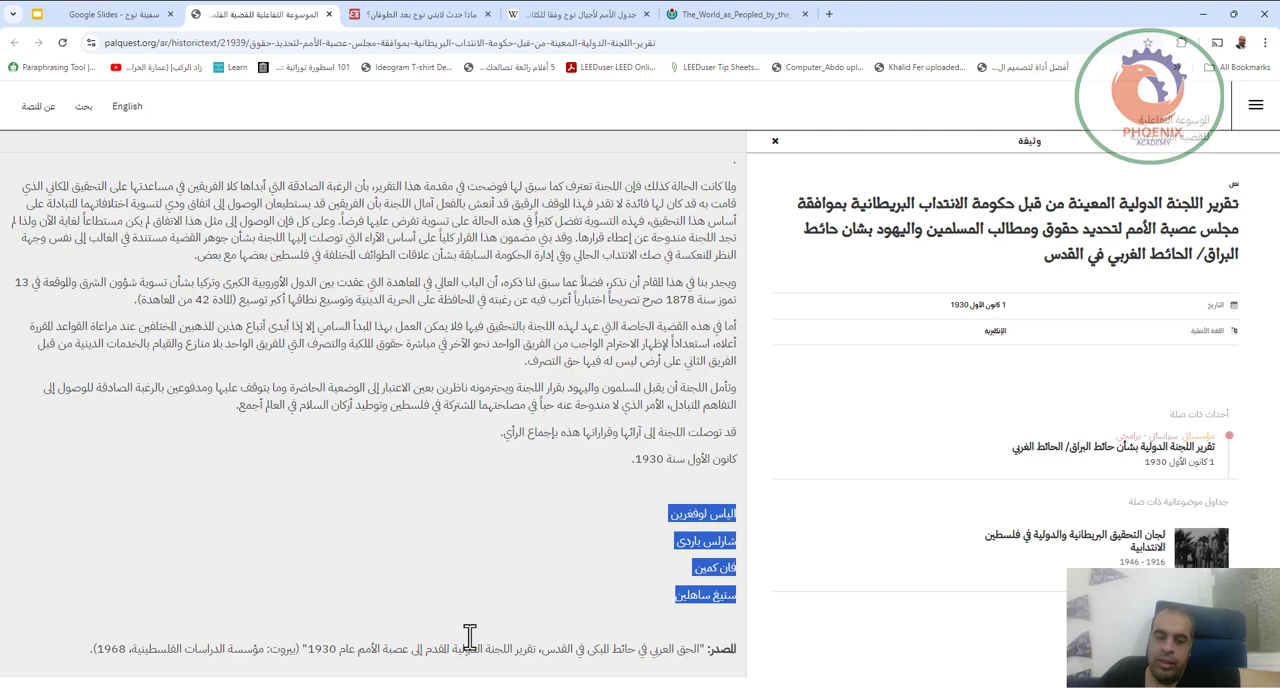 Google Slides - سفينة نوح
الموسوعة التفاعلية للقضية الفلس
ماذا حدث لابني نوح بعد الطوفان؟
جدول الأمم لأجيال نوح وفقا للكتا
The_World_as_Peopled_by_the_
palquest.org/ar/historictext/21939/تقرير-اللجنة-الدولية-المعينة-من-قبل-حكومة-الانتداب-البريطانية-بموافقة-مجلس-عصبة-الأمم-لتحديد-حقوق
Paraphrasing Tool |...
زاد الركب| (عمارة الخرا...
Learn
101 اسطورة توراتية :...
Ideogram T-shirt des...
5 أفلام رائعة لصالحك...
LEEDuser LEED Onli...
LEEDuser Tip Sheets...
Computer_Abdo upl...
Khalid Fer uploaded...
أفضل أداة لتصميم ال...
All Bookmarks
عن المنصة
بحث
English
الموسوعة التفاعلية
للقضية الفلسطينية
PHOENIX
ACADEMY
وثيقة
.
ولما كانت الحالة كذلك فإن اللجنة تعترف كما سبق لها فوضحت في مقدمة هذا التقرير، بأن الرغبة الصادقة التي أبداها كلا الفريقين في مساعدتها على التحقيق المكاني الذي
قامت به قد كان لها فائدة لا تقدر فهذا الموقف الرقيق قد أنعش بالفعل آمال اللجنة بأن الفريقين قد يستطيعان الوصول إلى اتفاق ودي لتسوية اختلافاتهما المتبادلة على
أساس هذا التحقيق، فهذه التسوية تفضل كثيراً في هذه الحالة على تسوية تفرض عليهما فرضاً. وعلى كل فإن الوصول إلى مثل هذا الاتفاق لم يكن مستطاعاً لغاية الآن ولذا لم
تجد اللجنة مندوحة عن إعطاء قرارها. وقد بني مضمون هذا القرار كلياً على أساس الآراء التي توصلت إليها اللجنة بشأن جوهر القضية مستندة في الغالب إلى نفس وجهة
النظر المنعكسة في صك الانتداب الحالي وفي إدارة الحكومة السابقة بشأن علاقات الطوائف المختلفة في فلسطين بعضها مع بعض.
ويجدر بنا في هذا المقام أن نذكر، فضلاً عما سبق لنا ذكره، أن الباب العالي في المعاهدة التي عقدت بين الدول الأوروبية الكبرى وتركيا بشأن تسوية شؤون الشرق والموقعة في 13
تموز سنة 1878 صرح تصريحاً اختيارياً أعرب فيه عن رغبته في المحافظة على الحرية الدينية وتوسيع نطاقها أكبر توسيع (المادة 42 من المعاهدة).
أما في هذه القضية الخاصة التي عهد لهذه اللجنة بالتحقيق فيها فلا يمكن العمل بهذا المبدأ السامي إلا إذا أبدى أتباع هذين المذهبين المختلفين عند مراعاة القواعد المقررة
أعلاه، استعداداً لإظهار الاحترام الواجب من الفريق الواحد نحو الآخر في مباشرة حقوق الملكية والتصرف التي للفريق الواحد بلا منازع والقيام بالخدمات الدينية من قبل
الفريق الثاني على أرض ليس له فيها حق التصرف.
وتأمل اللجنة أن يقبل المسلمون واليهود بقرار اللجنة ويحترمونه ناظرين بعين الاعتبار إلى الوضعية الحاضرة وما يتوقف عليها ومدفوعين بالرغبة الصادقة للوصول إلى
التفاهم المتبادل، الأمر الذي لا مندوحة عنه حباً في مصلحتهما المشتركة في فلسطين وتوطيد أركان السلام في العالم أجمع.
قد توصلت اللجنة إلى آرائها وقراراتها هذه بإجماع الرأي.
كانون الأول سنة 1930.
الياس لوفغرين
شارلس باردي
فان كمبن
ستيغ ساهلين
المصدر: "الحق العربي في حائط المبكى في القدس، تقرير اللجنة الدولية المقدم إلى عصبة الأمم عام 1930" (بيروت: مؤسسة الدراسات الفلسطينية، 1968).
نص
تقرير اللجنة الدولية المعينة من قبل حكومة الانتداب البريطانية بموافقة
مجلس عصبة الأمم لتحديد حقوق ومطالب المسلمين واليهود بشان حائط
البراق/ الحائط الغربي في القدس
التاريخ
1 كانون الأول 1930
اللغة الأصلية
الإنكليزية
أحداث ذات صلة
مؤسساتي سياساتي - برامجي
تقرير اللجنة الدولية بشأن حائط البراق/ الحائط الغربي
1 كانون الأول 1930
جداول موضوعاتية ذات صلة
لجان التحقيق البريطانية والدولية في فلسطين
الانتدابية
1916 - 1946